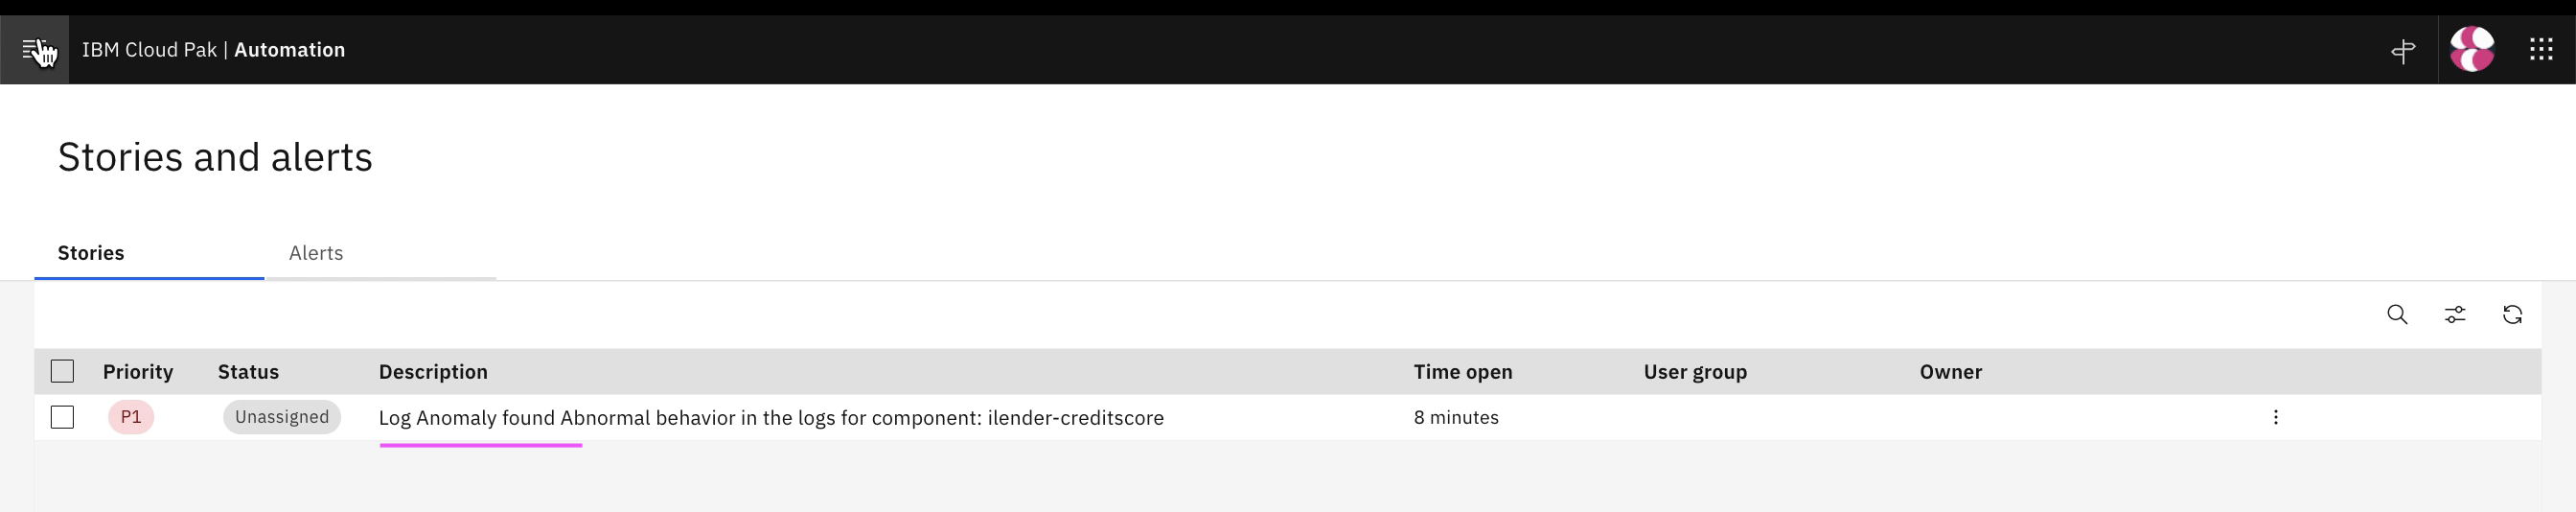 IBM Cloud Pak | Automation
Stories and alerts
Stories Alerts
Priority Status Description Time open User group Owner
P1 Unassigned Log Anomaly found Abnormal behavior in the logs for component: ilender-creditscore 8 minutes